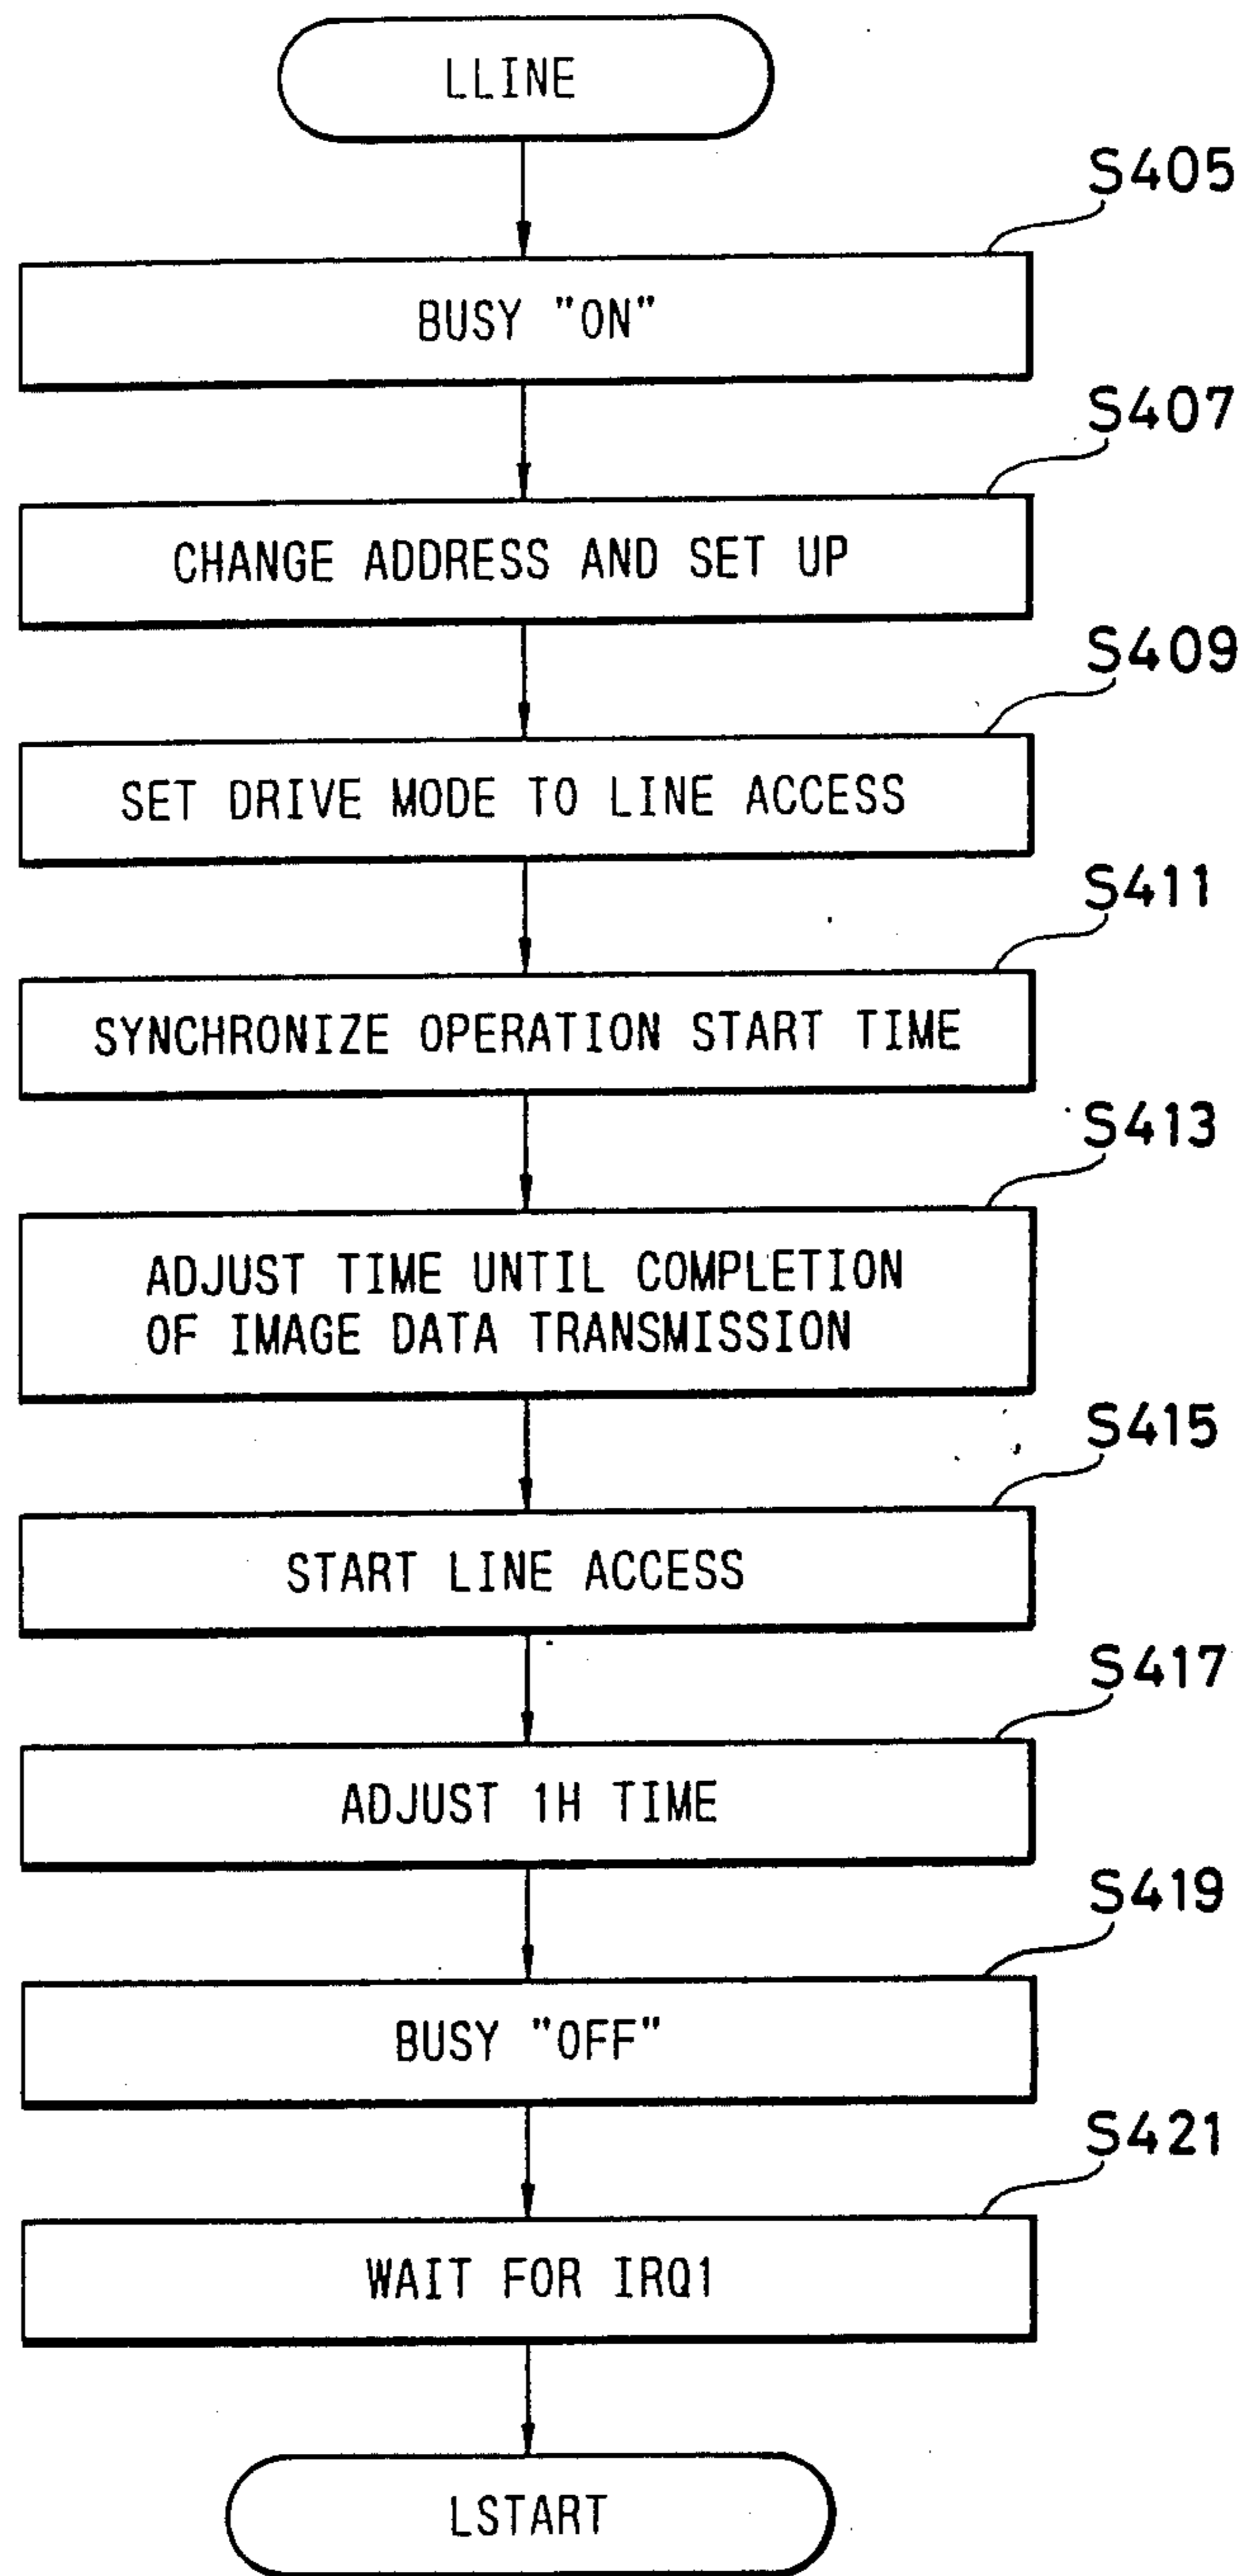 LLINE
S405
BUSY "ON"
S407
CHANGE ADDRESS AND SET UP
S409
SET DRIVE MODE TO LINE ACCESS
S411
SYNCHRONIZE OPERATION START TIME
S413
ADJUST TIME UNTIL COMPLETION
OF IMAGE DATA TRANSMISSION
S415
START LINE ACCESS
S417
ADJUST 1H TIME
S419
BUSY "OFF"
S421
WAIT FOR IRQ1
LSTART